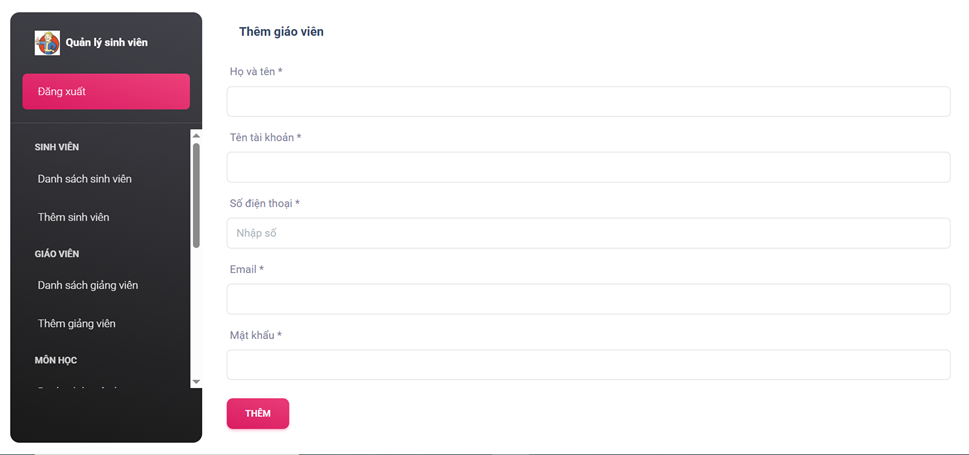 Quản lý sinh viên
Đăng xuất
SINH VIÊN
Danh sách sinh viên
Thêm sinh viên
GIÁO VIÊN
Danh sách giảng viên
Thêm giảng viên
MÔN HỌC
Thêm giáo viên
Họ và tên *
Tên tài khoản *
Số điện thoại *
Nhập số
Email *
Mật khẩu *
THÊM